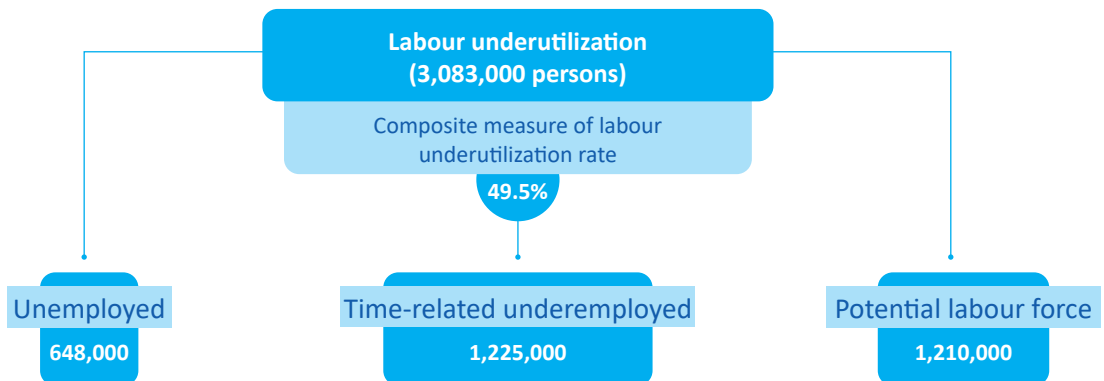 Labour underutilization
(3,083,000 persons)
Composite measure of labour
underutilization rate
49.5%
Unemployed
648,000
Time-related underemployed
1,225,000
Potential labour force
1,210,000